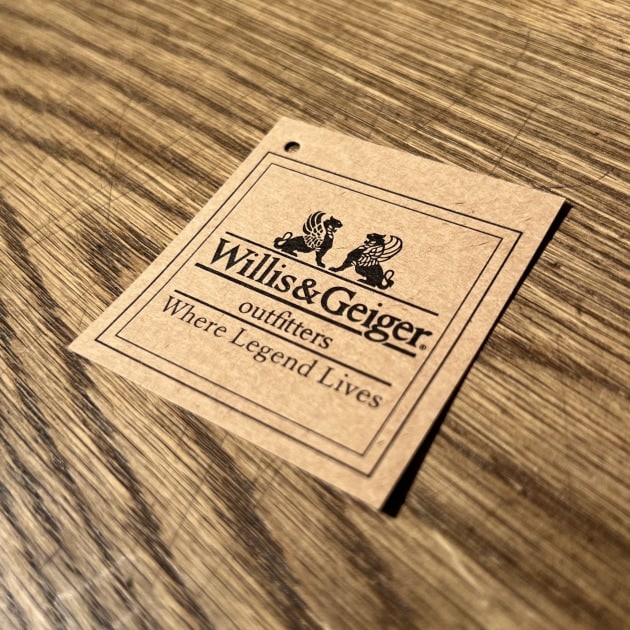 Willis & Geiger®
outfitters
Where Legend Lives